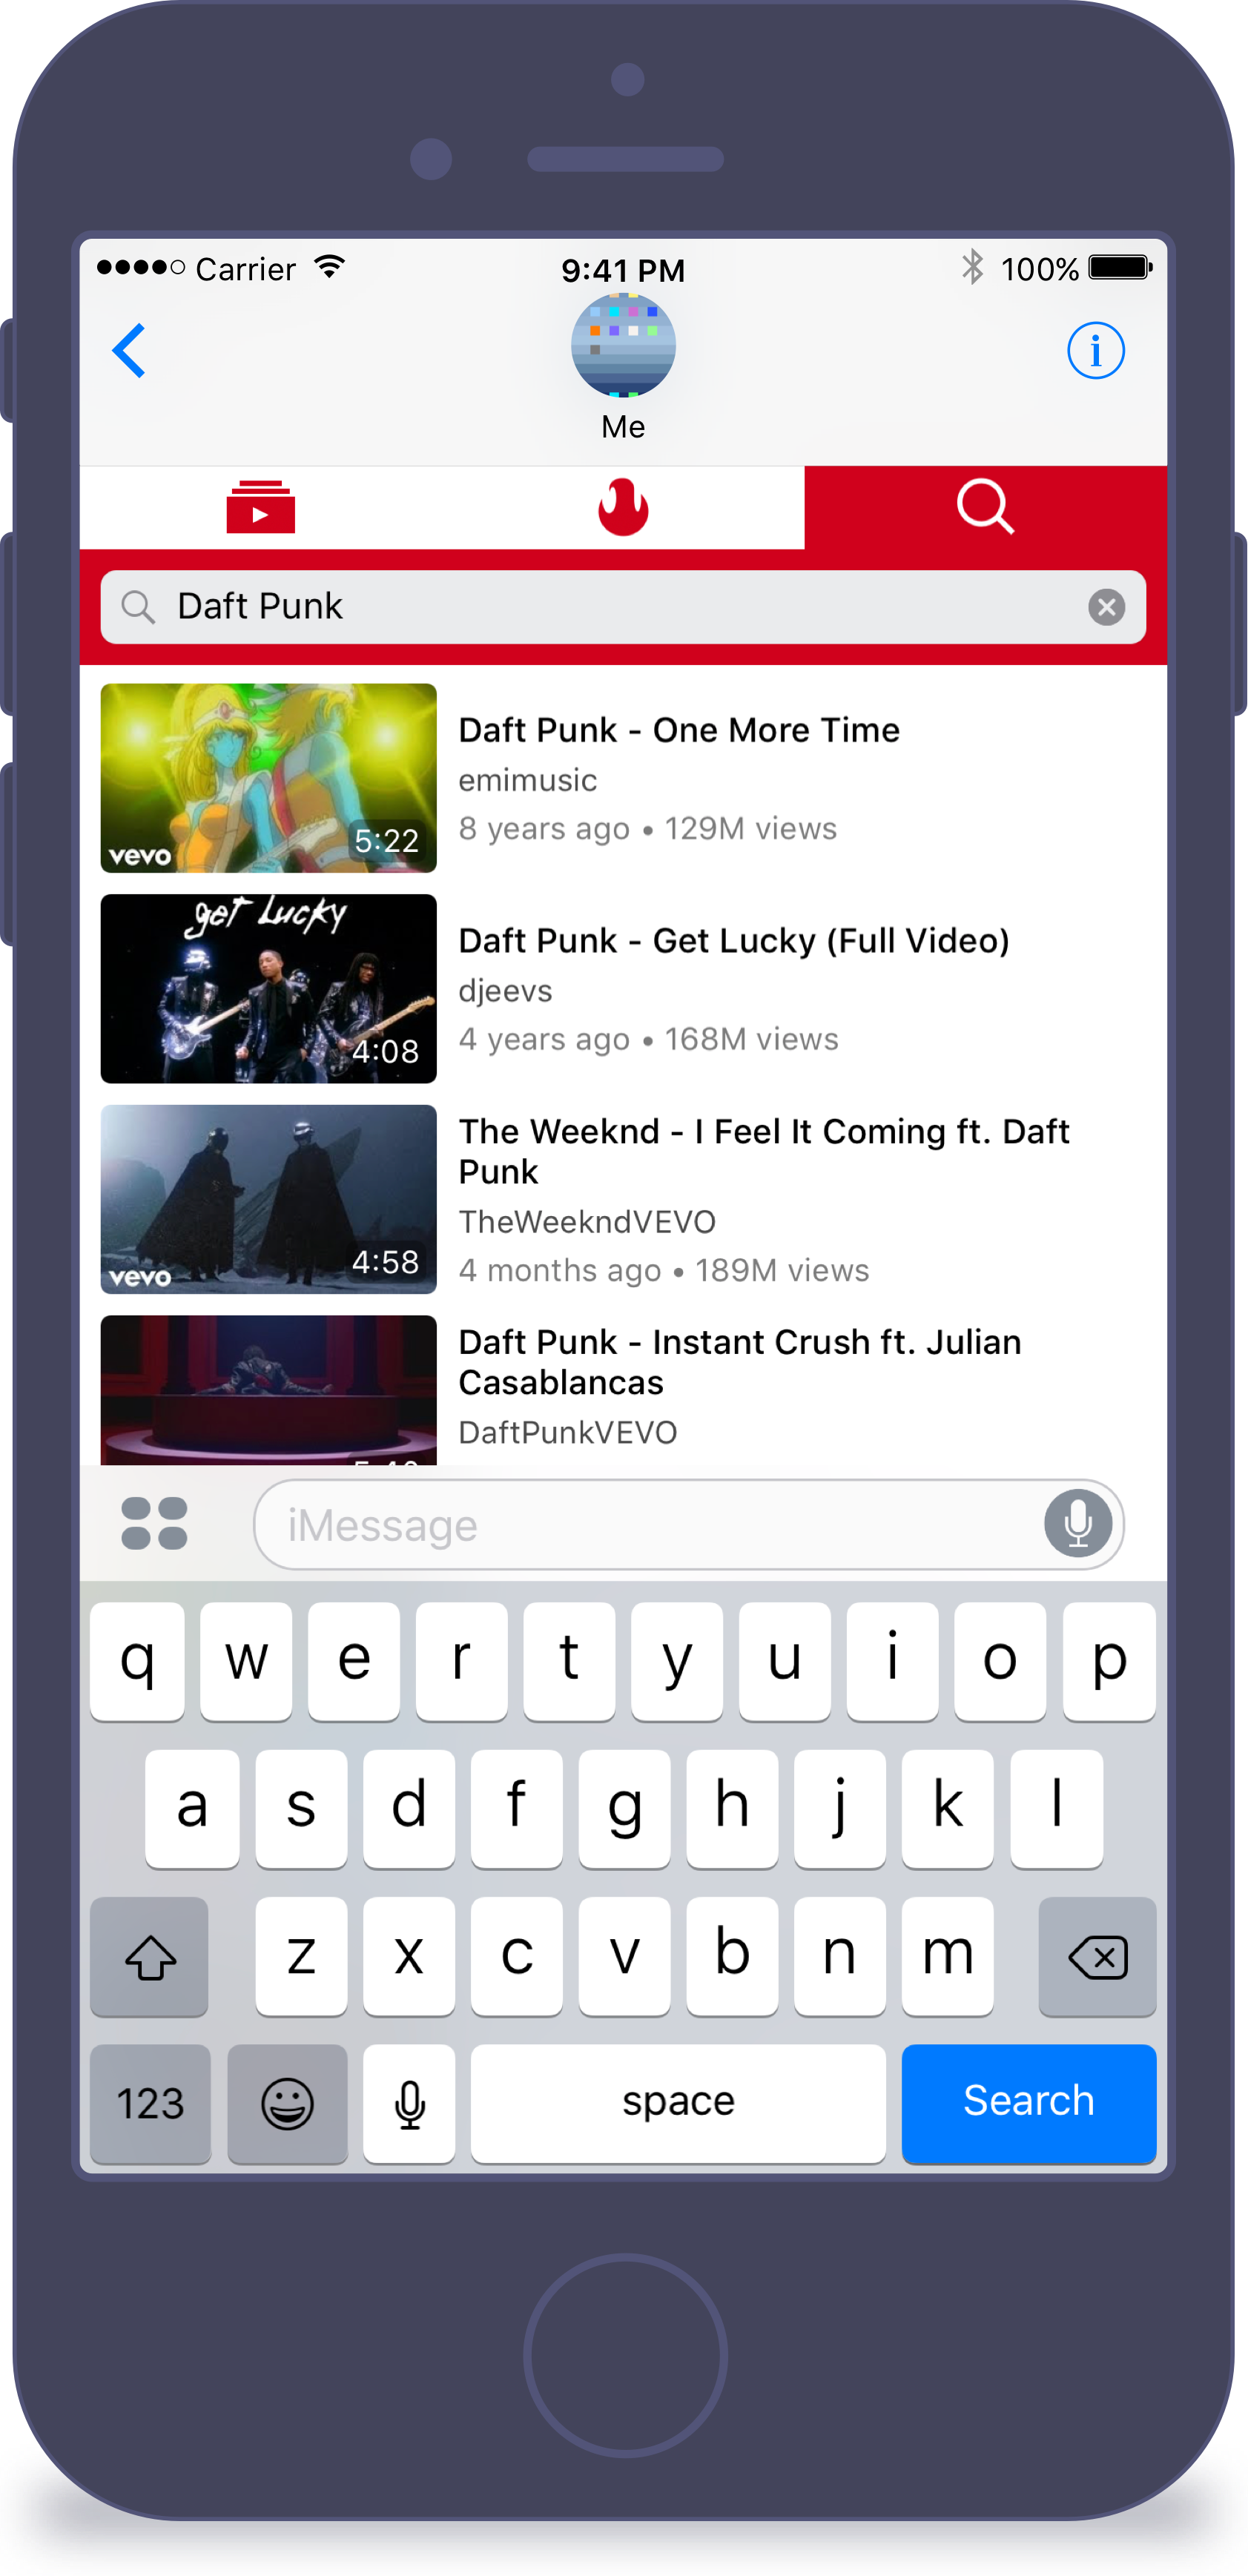 Carrier 9:41 PM 100%
Me
Daft Punk
Daft Punk - One More Time
emimusic
8 years ago • 129M views
vevo 5:22
get Lucky
Daft Punk - Get Lucky (Full Video)
djeevs
4 years ago • 168M views
4:08
The Weeknd - I Feel It Coming ft. Daft
Punk
TheWeekndVEVO
4 months ago • 189M views
vevo 4:58
Daft Punk - Instant Crush ft. Julian
Casablancas
DaftPunkVEVO
iMessage
q w e r t y u i o p
a s d f g h j k l
z x c v b n m
123 space Search